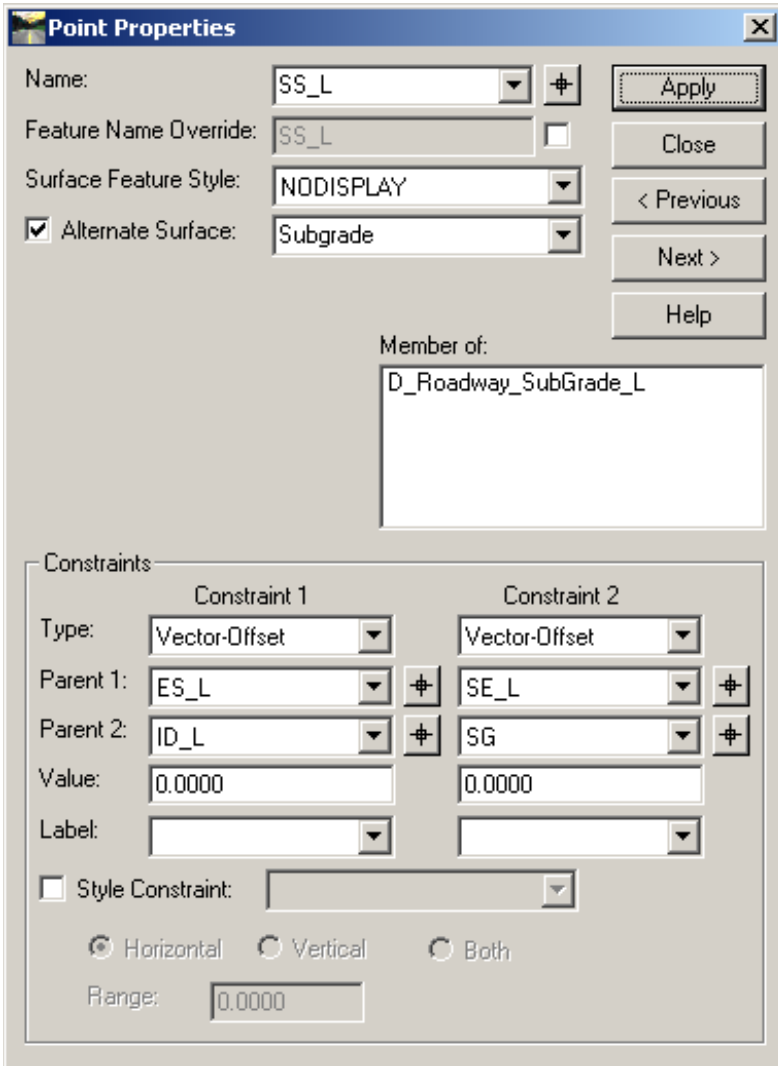 Point Properties
Name: SS_L Apply
Feature Name Override: SS_L Close
Surface Feature Style: NODISPLAY < Previous
Alternate Surface: Subgrade Next >
Help
Member of:
D_Roadway_SubGrade_L
Constraints
Constraint 1 Constraint 2
Type: Vector-Offset Vector-Offset
Parent 1: ES_L SE_L
Parent 2: ID_L SG
Value: 0.0000 0.0000
Label:
Style Constraint:
Horizontal Vertical Both
Range: 0.0000